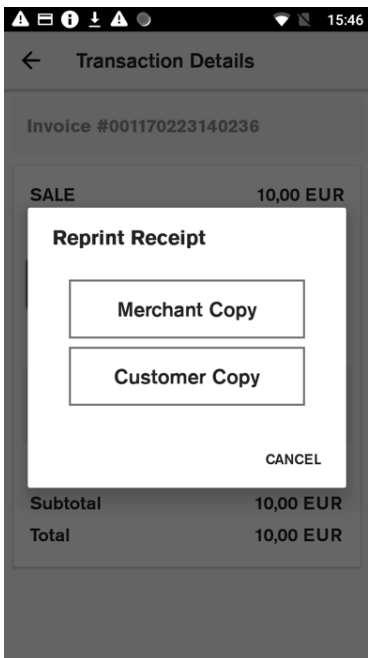 15:46
Transaction Details
Invoice #001170223140236
SALE 10,00 EUR
Reprint Receipt
Merchant Copy
Customer Copy
CANCEL
Subtotal 10,00 EUR
Total 10,00 EUR